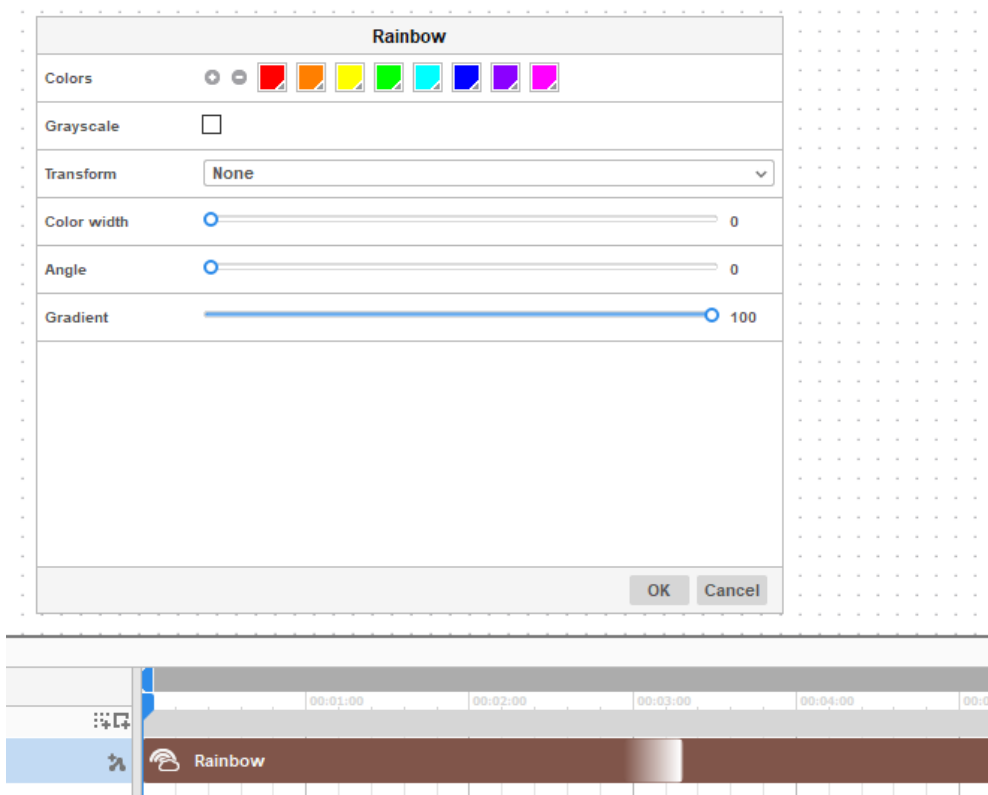 Rainbow
Colors
Grayscale
Transform None
Color width 0
Angle 0
Gradient 100
OK Cancel
00:01:00 00:02:00 00:03:00 00:04:00
Rainbow